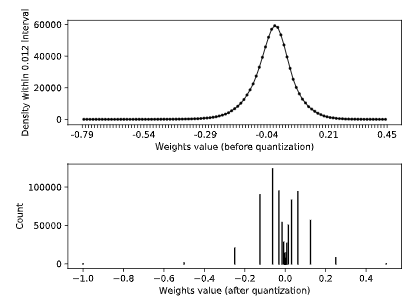 Density within 0.012 interval
60000
40000
20000
0
-0.79 -0.54 -0.29 -0.04 0.21 0.45
Weights value (before quantization)
Count
100000
50000
0
−1.0 −0.8 −0.6 −0.4 −0.2 0.0 0.2 0.4
Weights value (after quantization)